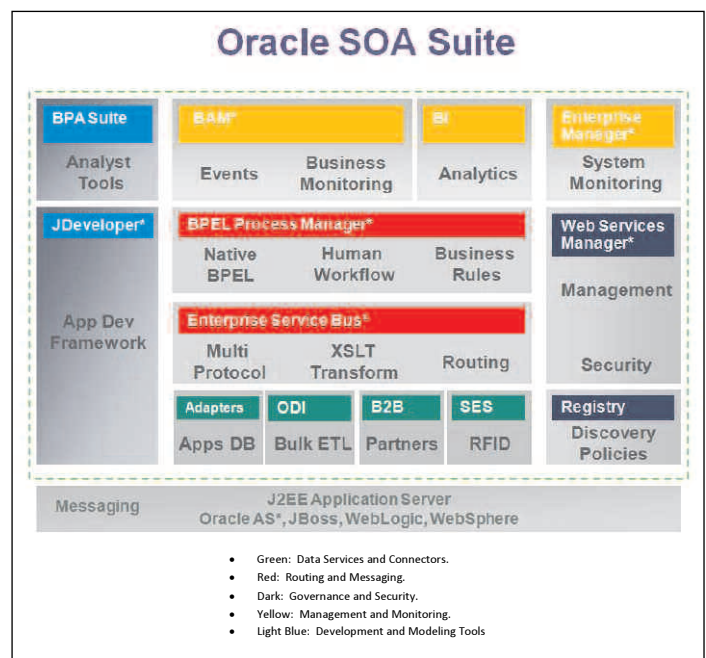 Oracle SOA Suite
BPA Suite
Analyst
Tools
BAM*
Events
Business
Monitoring
BI
Analytics
Enterprise
Manager*
System
Monitoring
JDeveloper*
App Dev
Framework
BPEL Process Manager*
Native
BPEL
Human
Workflow
Business
Rules
Enterprise Service Bus*
Multi
Protocol
XSLT
Transform
Routing
Web Services
Manager*
Management
Security
Adapters
Apps DB
ODI
Bulk ETL
B2B
Partners
SES
RFID
Registry
Discovery
Policies
Messaging
J2EE Application Server
Oracle AS*, JBoss, WebLogic, WebSphere
• Green: Data Services and Connectors.
• Red: Routing and Messaging.
• Dark: Governance and Security.
• Yellow: Management and Monitoring.
• Light Blue: Development and Modeling Tools